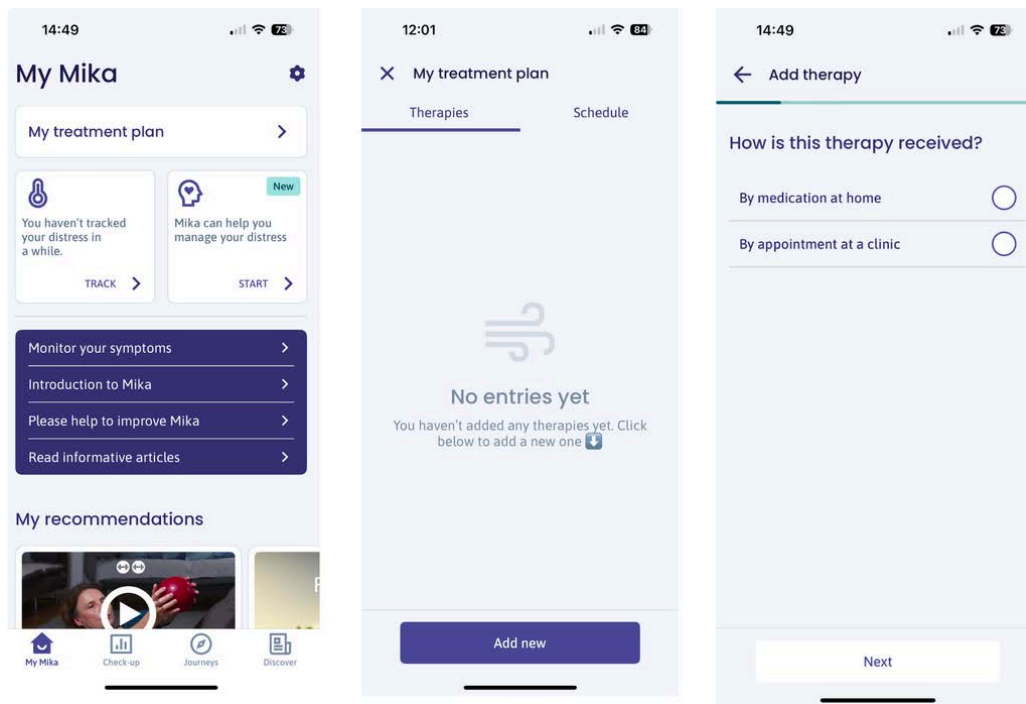 14:49
73
My Mika
My treatment plan
You haven't tracked
your distress in
a while.
TRACK
New
Mika can help you
manage your distress
START
Monitor your symptoms
Introduction to Mika
Please help to improve Mika
Read informative articles
My recommendations
F
My Mika
Check-up
Journeys
Discover
12:01
84
My treatment plan
Therapies
Schedule
No entries yet
You haven't added any therapies yet. Click
below to add a new one
Add new
14:49
73
Add therapy
How is this therapy received?
By medication at home
By appointment at a clinic
Next